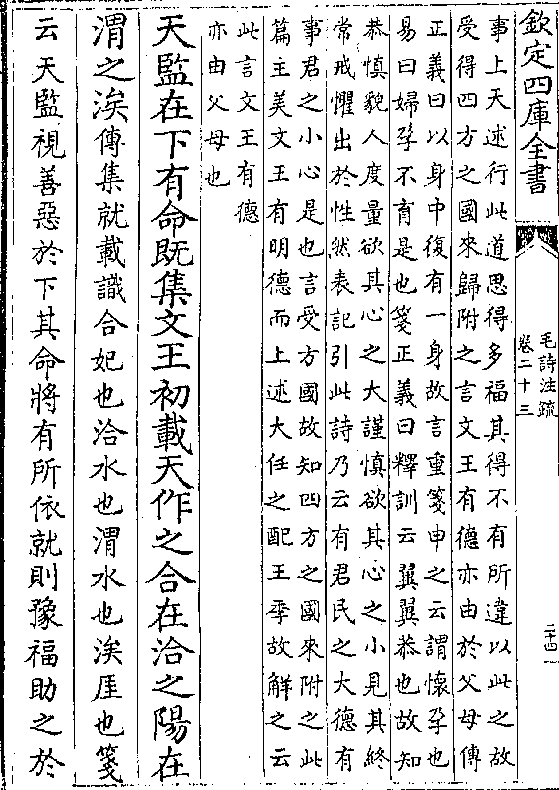 欽定四庫全書
毛詩注疏
卷二十三
二十四
事上天述行此道思得多福其得不有所違以此之故
受得四方之國來歸附之言文王有德亦由於父母傳
正義曰以身中復有一身故言重箋申之云謂懷孕也
易曰婦孕不育是也箋正義曰釋訓云翼翼恭也故知
恭慎貌人度量欲其心之大謹慎欲其心之小見其終
常戒懼出於性然表記引此詩乃云有君民之大德有
事君之小心是也言受方國故知四方之國來附之此
篇主美文王有明德而上述大任之配王季故解之云
此言文王有德
亦由父母也
天監在下有命既集文王初載天作之合在洽之陽在
渭之涘傳集就載識合妃也洽水也渭水也涘厓也箋
云天監視善惡於下其命將有所依就則豫福助之於